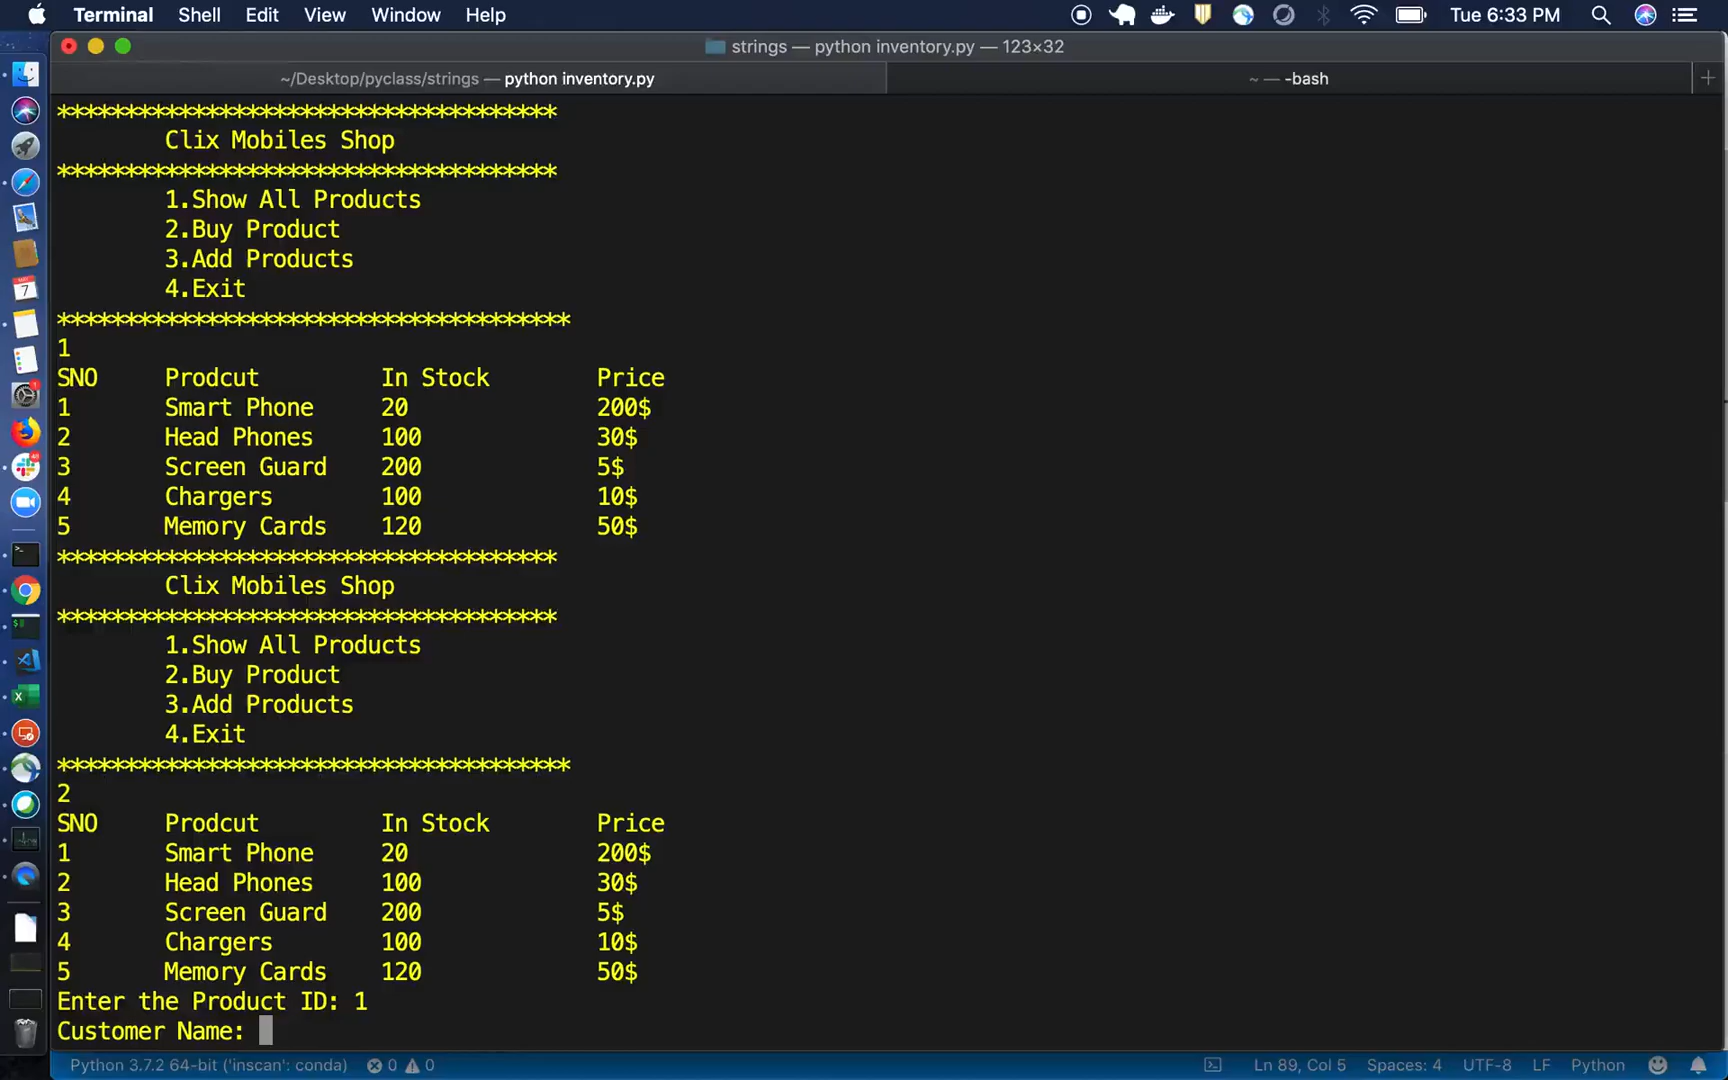 Terminal Shell Edit View Window Help Tue 6:33 PM
strings — python inventory.py — 123×32
~/Desktop/pyclass/strings — python inventory.py ~ — -bash
*************************************
Clix Mobiles Shop
*************************************
1.Show All Products
2.Buy Product
3.Add Products
4.Exit
**************************************
1
SNO Prodcut In Stock Price
1 Smart Phone 20 200$
2 Head Phones 100 30$
3 Screen Guard 200 5$
4 Chargers 100 10$
5 Memory Cards 120 50$
*************************************
Clix Mobiles Shop
*************************************
1.Show All Products
2.Buy Product
3.Add Products
4.Exit
**************************************
2
SNO Prodcut In Stock Price
1 Smart Phone 20 200$
2 Head Phones 100 30$
3 Screen Guard 200 5$
4 Chargers 100 10$
5 Memory Cards 120 50$
Enter the Product ID: 1
Customer Name:
Python 3.7.2 64-bit ('inscan': conda) 0 0 Ln 89, Col 5 Spaces: 4 UTF-8 LF Python